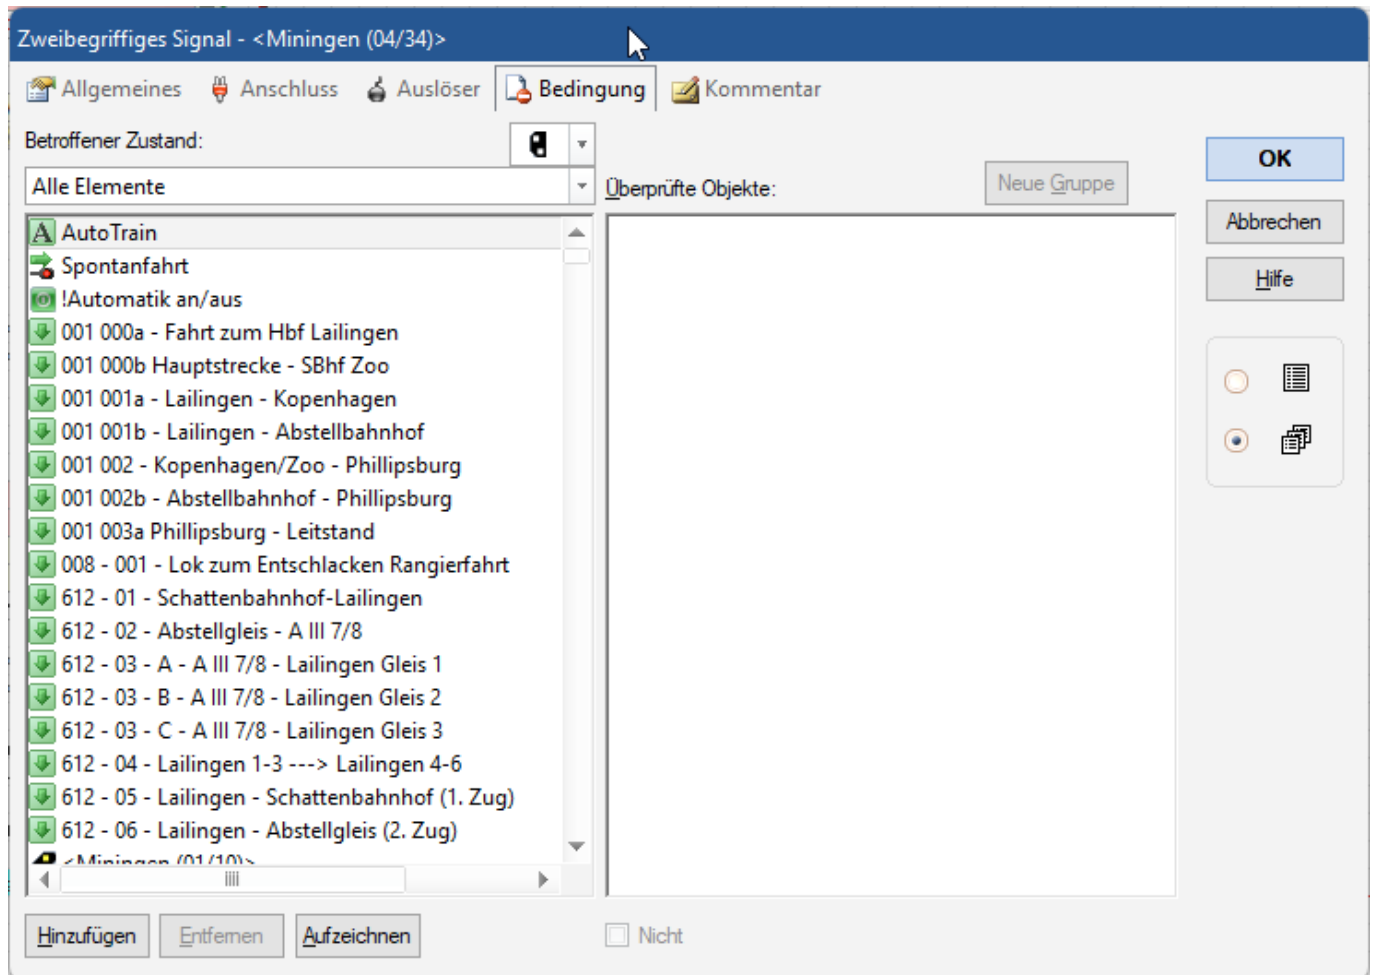 Zweibegriffiges Signal - <Miningen (04/34)>
Allgemeines Anschluss Auslöser Bedingung Kommentar
Betroffener Zustand:
Alle Elemente
Überprüfte Objekte:
Neue Gruppe
OK
Abbrechen
Hilfe
AutoTrain
Spontanfahrt
!Automatik an/aus
001 000a - Fahrt zum Hbf Lailingen
001 000b Hauptstrecke - SBhf Zoo
001 001a - Lailingen - Kopenhagen
001 001b - Lailingen - Abstellbahnhof
001 002 - Kopenhagen/Zoo - Phillipsburg
001 002b - Abstellbahnhof - Phillipsburg
001 003a Phillipsburg - Leitstand
008 - 001 - Lok zum Entschlacken Rangierfahrt
612 - 01 - Schattenbahnhof-Lailingen
612 - 02 - Abstellgleis - A III 7/8
612 - 03 - A - A III 7/8 - Lailingen Gleis 1
612 - 03 - B - A III 7/8 - Lailingen Gleis 2
612 - 03 - C - A III 7/8 - Lailingen Gleis 3
612 - 04 - Lailingen 1-3 ---> Lailingen 4-6
612 - 05 - Lailingen - Schattenbahnhof (1. Zug)
612 - 06 - Lailingen - Abstellgleis (2. Zug)
<Miningen (01/10)>
Hinzufügen Entfernen Aufzeichnen
Nicht